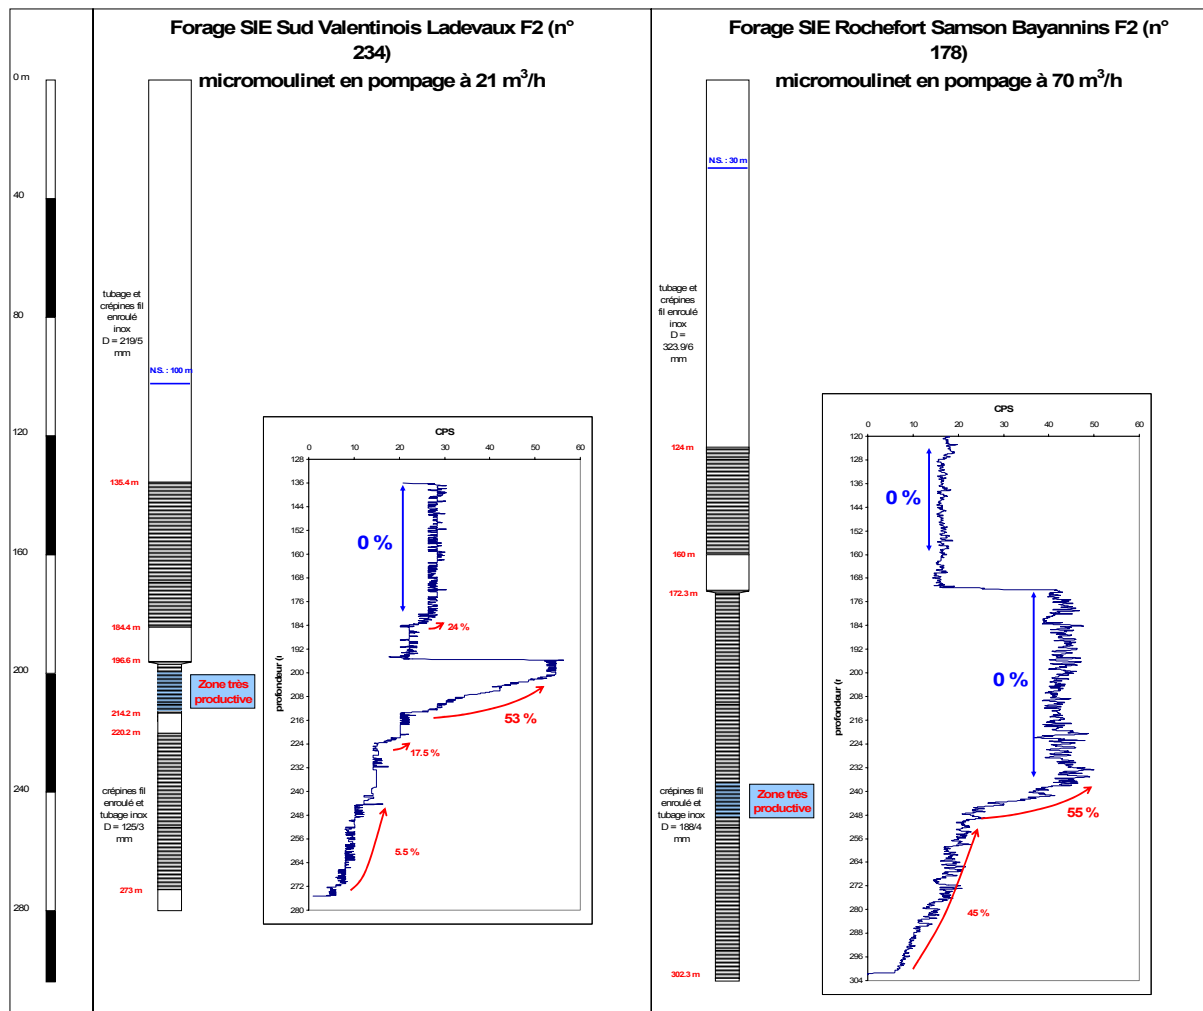 Forage SIE Sud Valentinois Ladevaux F2 (n°
234)
micromoulinet en pompage à 21 m³/h
0 m
40
80
120
160
200
240
280
tubage et
crépines fil
enroulé
inox
D = 219/5
mm
N.S. : 100 m
135.4 m
184.4 m
196.6 m
214.2 m
220.2 m
crépines fil
enroulé et
tubage inox
D = 125/3
mm
273 m
Zone très
productive
CPS
0 10 20 30 40 50 60
profondeur (
128
136
144
152
160
168
176
184
192
200
208
216
224
232
240
248
256
264
272
280
0 %
24 %
53 %
17.5 %
5.5 %
Forage SIE Rochefort Samson Bayannins F2 (n°
178)
micromoulinet en pompage à 70 m³/h
N.S. : 30 m
tubage et
crépines
fil enroulé
inox
D =
323.9/6
mm
124 m
160 m
172.3 m
crépines fil
enroulé et
tubage inox
D = 188/4
mm
302.3 m
Zone très
productive
CPS
0 10 20 30 40 50 60
profondeur (
120
128
136
144
152
160
168
176
184
192
200
208
216
224
232
240
248
256
264
272
280
288
296
304
0 %
0 %
55 %
45 %